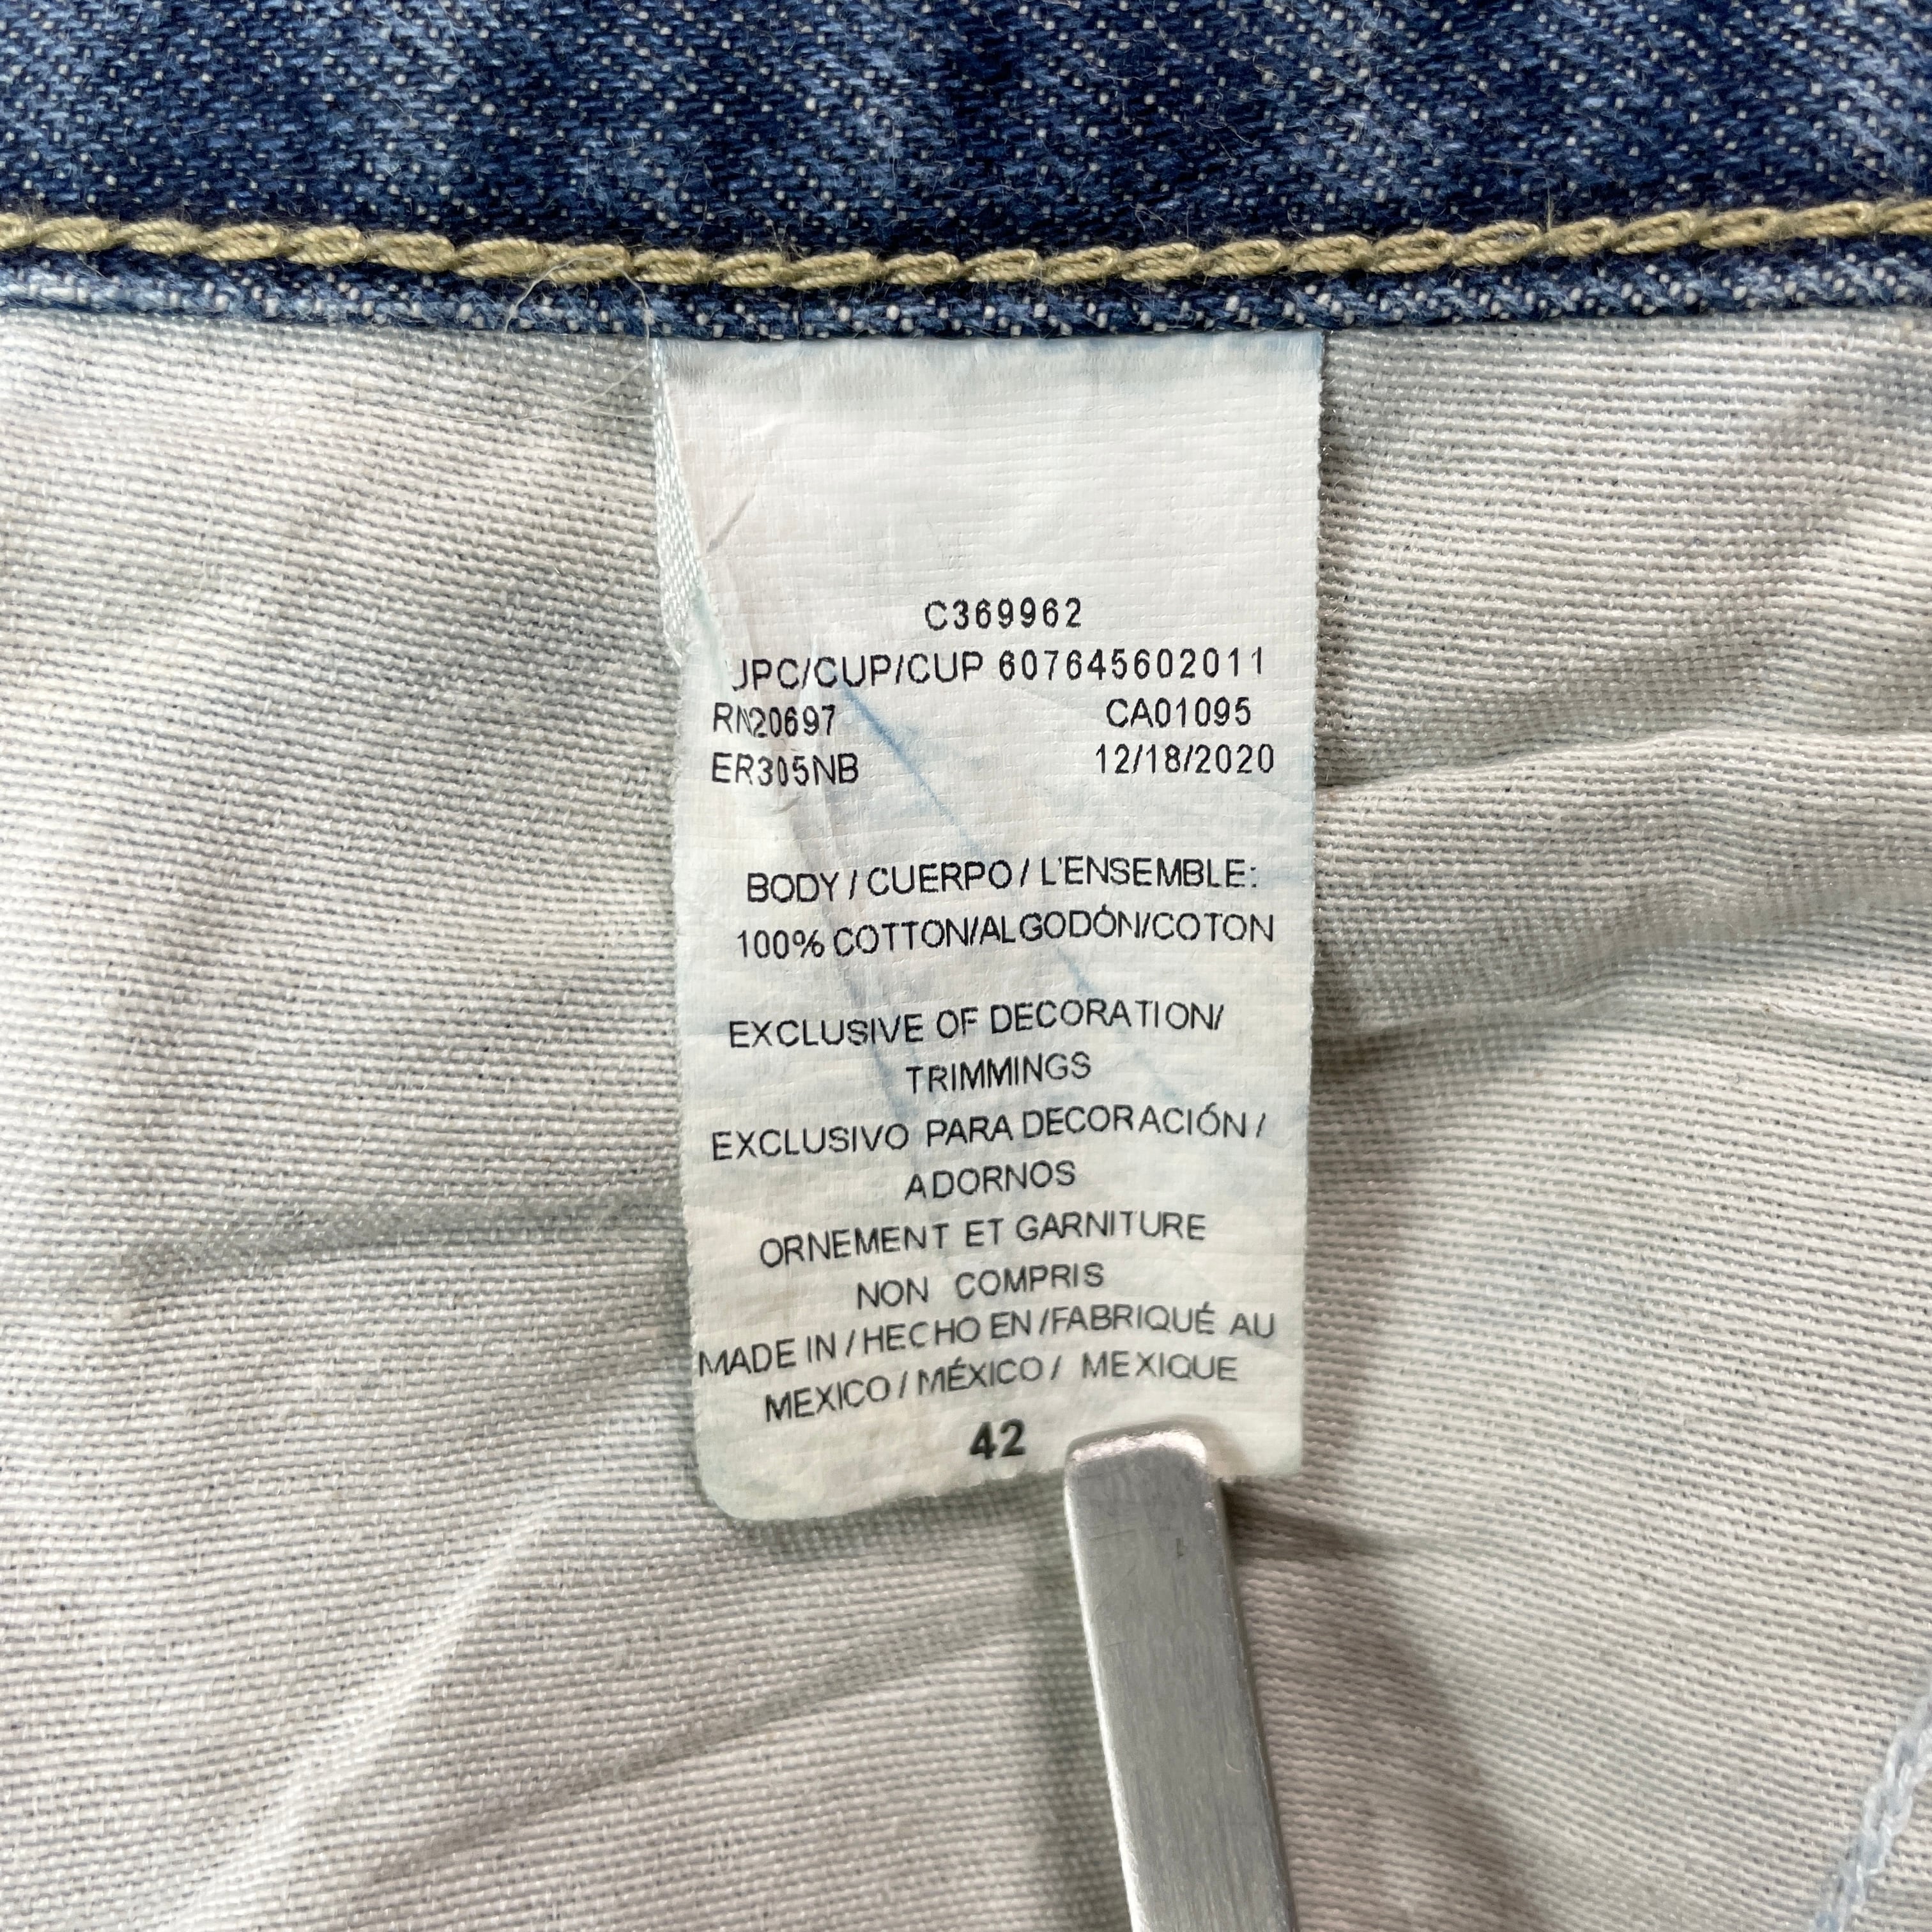 C369962
UPC/CUP/CUP 607645602011
RN20697 CA01095
ER305NB 12/18/2020
BODY / CUERPO / L'ENSEMBLE:
100% COTTON/ALGODÓN/COTON
EXCLUSIVE OF DECORATION/
TRIMMINGS
EXCLUSIVO PARA DECORACIÓN /
ADORNOS
ORNEMENT ET GARNITURE
NON COMPRIS
MADE IN / HECHO EN /FABRIQUÉ AU
MEXICO / MÉXICO / MEXIQUE
42